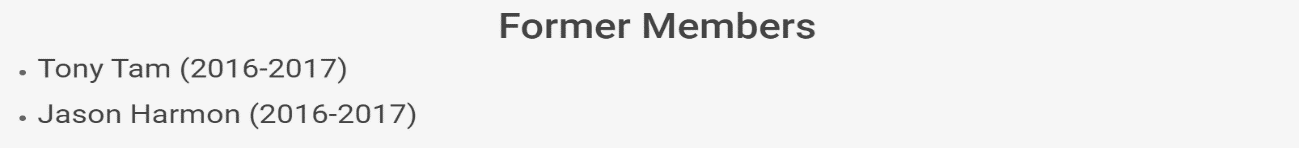 Former Members
• Tony Tam (2016-2017)
• Jason Harmon (2016-2017)